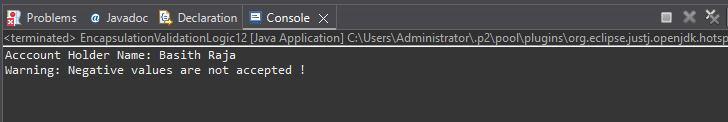 Problems @ Javadoc Declaration Console
<terminated> EncapsulationValidationLogic12 [Java Application] C:\Users\Administrator\.p2\pool\plugins\org.eclipse.justj.openjdk.hotsp
Acccount Holder Name: Basith Raja
Warning: Negative values are not accepted !